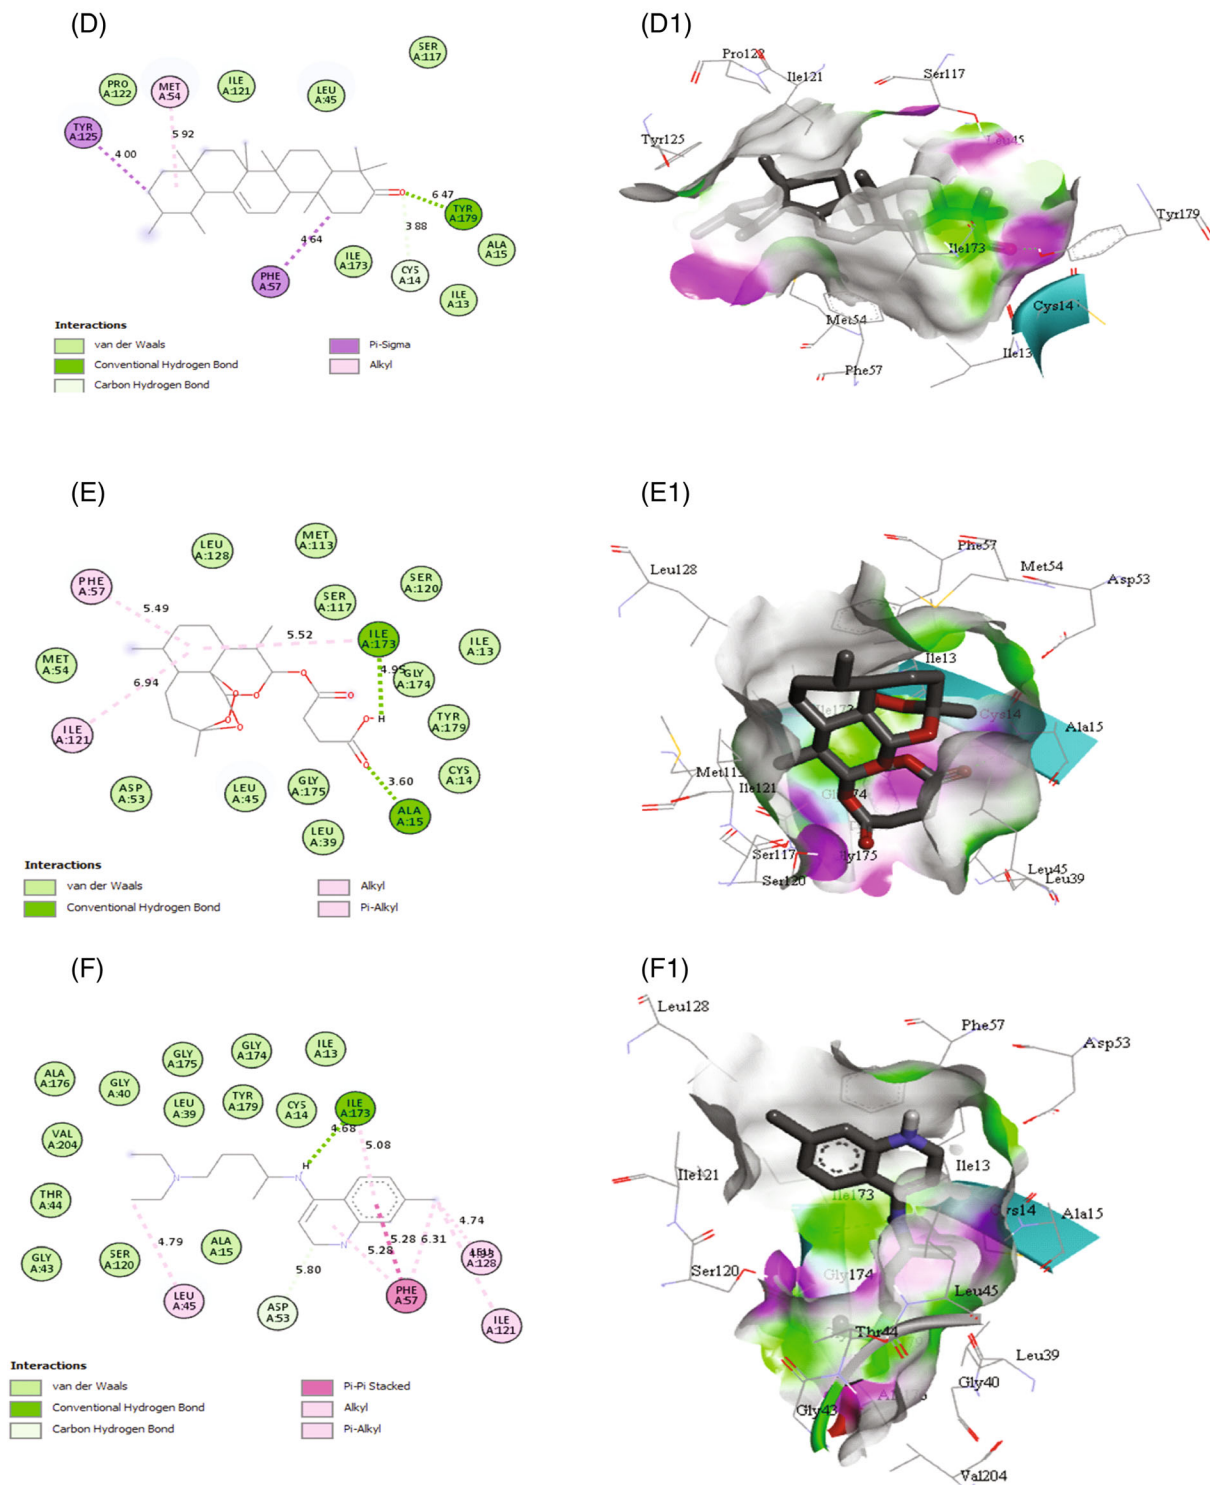 (D)
(D1)
SER
A:117
PRO
A:122
MET
A:54
ILE
A:121
LEU
A:45
TYR
A:125
5.92
4.00
6.47
TYR
A:179
3.88
4.64
ALA
A:15
ILE
A:173
PHE
A:57
CYS
A:14
ILE
A:13
Interactions
van der Waals
Conventional Hydrogen Bond
Carbon Hydrogen Bond
Pi-Sigma
Alkyl
Pro122
Ile121
Ser117
Tyr125
Leu45
Tyr179
Ile173
Cys14
Met54
Ile13
Phe57
(E)
(E1)
MET
A:113
LEU
A:128
PHE
A:57
SER
A:120
SER
A:117
5.49
5.52
ILE
A:173
ILE
A:13
MET
A:54
4.95
GLY
A:174
6.94
O
O
O
O
O
O
O
O
H
TYR
A:179
ILE
A:121
CYS
A:14
3.60
ASP
A:53
LEU
A:45
GLY
A:175
ALA
A:15
LEU
A:39
Interactions
van der Waals
Conventional Hydrogen Bond
Alkyl
Pi-Alkyl
Phe57
Leu128
Met54
Asp53
Ile13
Cys14
Ala15
Ile121
Ser117
Gly175
Ser120
Leu45
Leu39
(F)
(F1)
ILE
A:13
GLY
A:174
GLY
A:175
ALA
A:176
GLY
A:40
LEU
A:39
TYR
A:179
CYS
A:14
ILE
A:173
4.68
5.08
VAL
A:204
H
N
N
N
THR
A:44
4.74
4.79
5.28
5.28
6.31
ALA
A:15
GLY
A:43
SER
A:120
5.80
LEU
A:128
PHE
A:57
LEU
A:45
ASP
A:53
ILE
A:121
Interactions
van der Waals
Conventional Hydrogen Bond
Carbon Hydrogen Bond
Pi-Pi Stacked
Alkyl
Pi-Alkyl
Leu128
Phe57
Asp53
Ile121
Ile13
Ile173
Ala15
Ser120
Gly174
Leu45
Thr44
Leu39
Gly40
Gly43
Val204